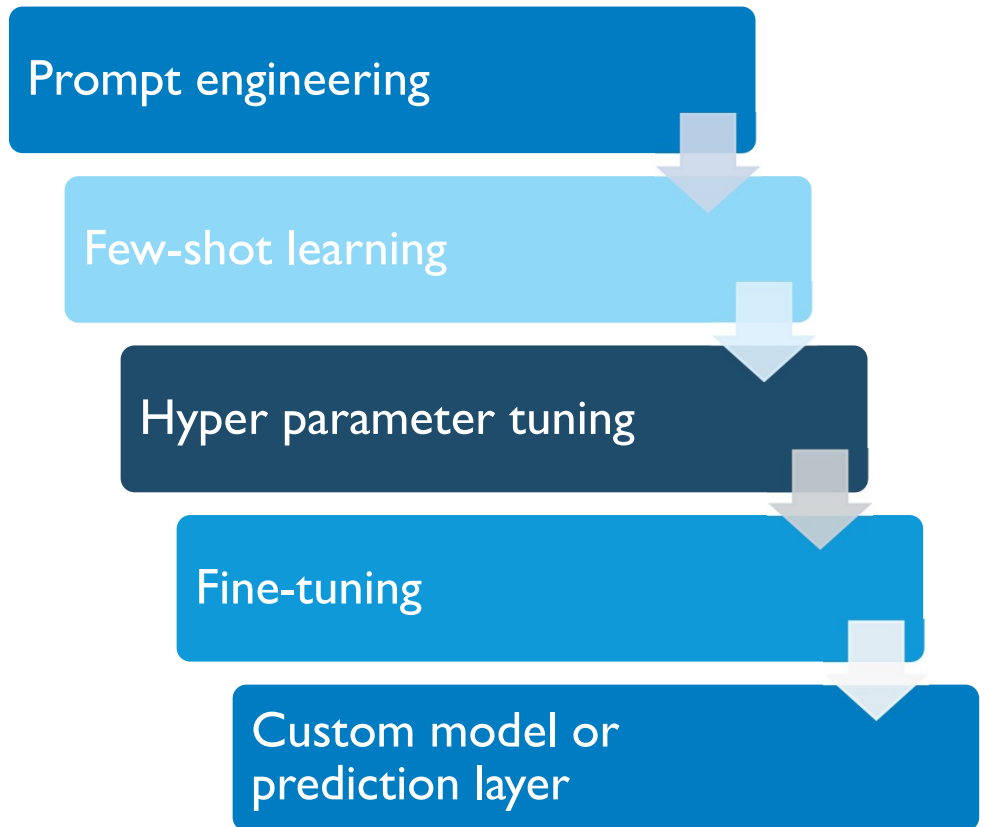 Prompt engineering
Few-shot learning
Hyper parameter tuning
Fine-tuning
Custom model or
prediction layer